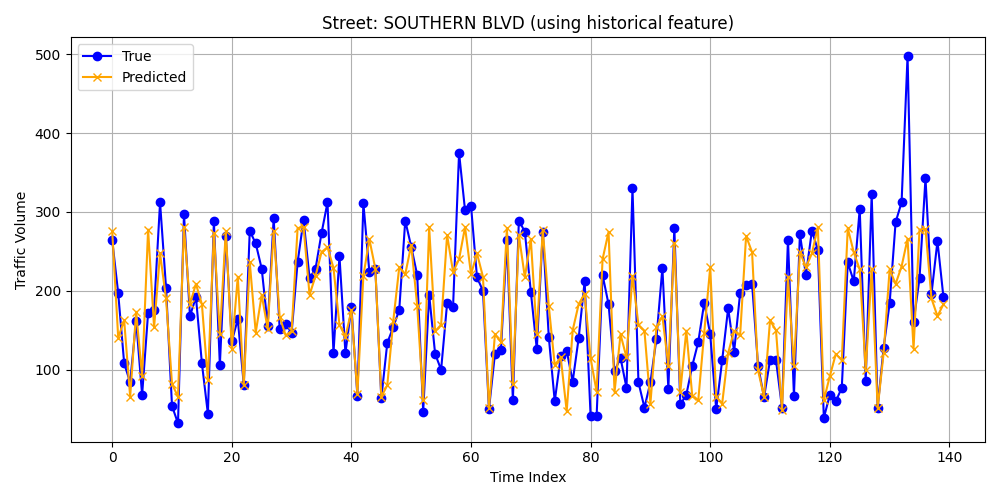 Street: SOUTHERN BLVD (using historical feature)
True
Predicted
Traffic Volume
500
400
300
200
100
0
20
40
60
80
100
120
140
Time Index